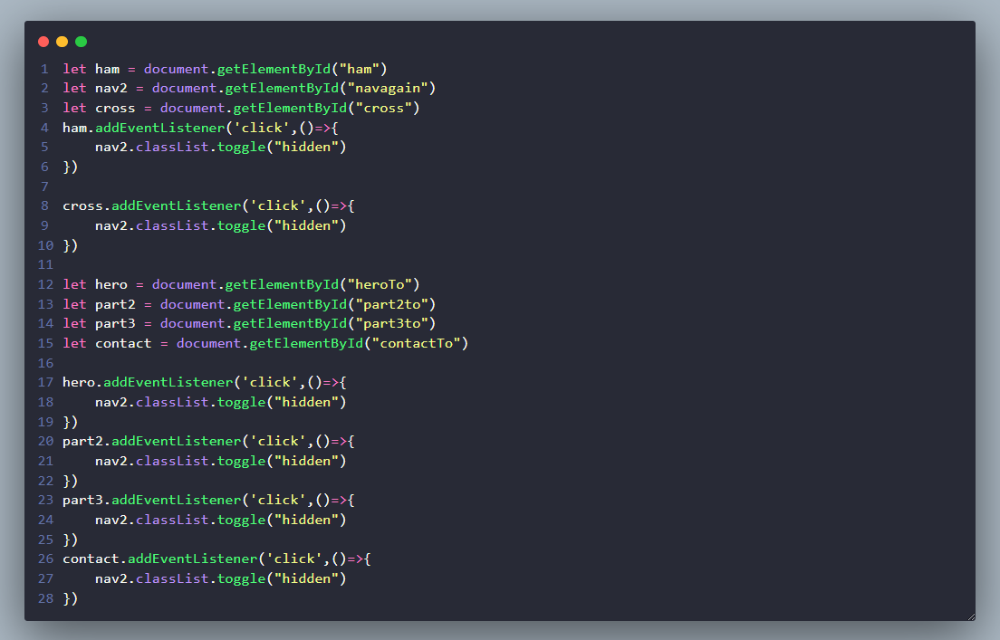 1 let ham = document.getElementById("ham")
2 let nav2 = document.getElementById("navagain")
3 let cross = document.getElementById("cross")
4 ham.addEventListener('click',()=>{
5     nav2.classList.toggle("hidden")
6 })
7
8 cross.addEventListener('click',()=>{
9     nav2.classList.toggle("hidden")
10 })
11
12 let hero = document.getElementById("heroTo")
13 let part2 = document.getElementById("part2to")
14 let part3 = document.getElementById("part3to")
15 let contact = document.getElementById("contactTo")
16
17 hero.addEventListener('click',()=>{
18     nav2.classList.toggle("hidden")
19 })
20 part2.addEventListener('click',()=>{
21     nav2.classList.toggle("hidden")
22 })
23 part3.addEventListener('click',()=>{
24     nav2.classList.toggle("hidden")
25 })
26 contact.addEventListener('click',()=>{
27     nav2.classList.toggle("hidden")
28 })